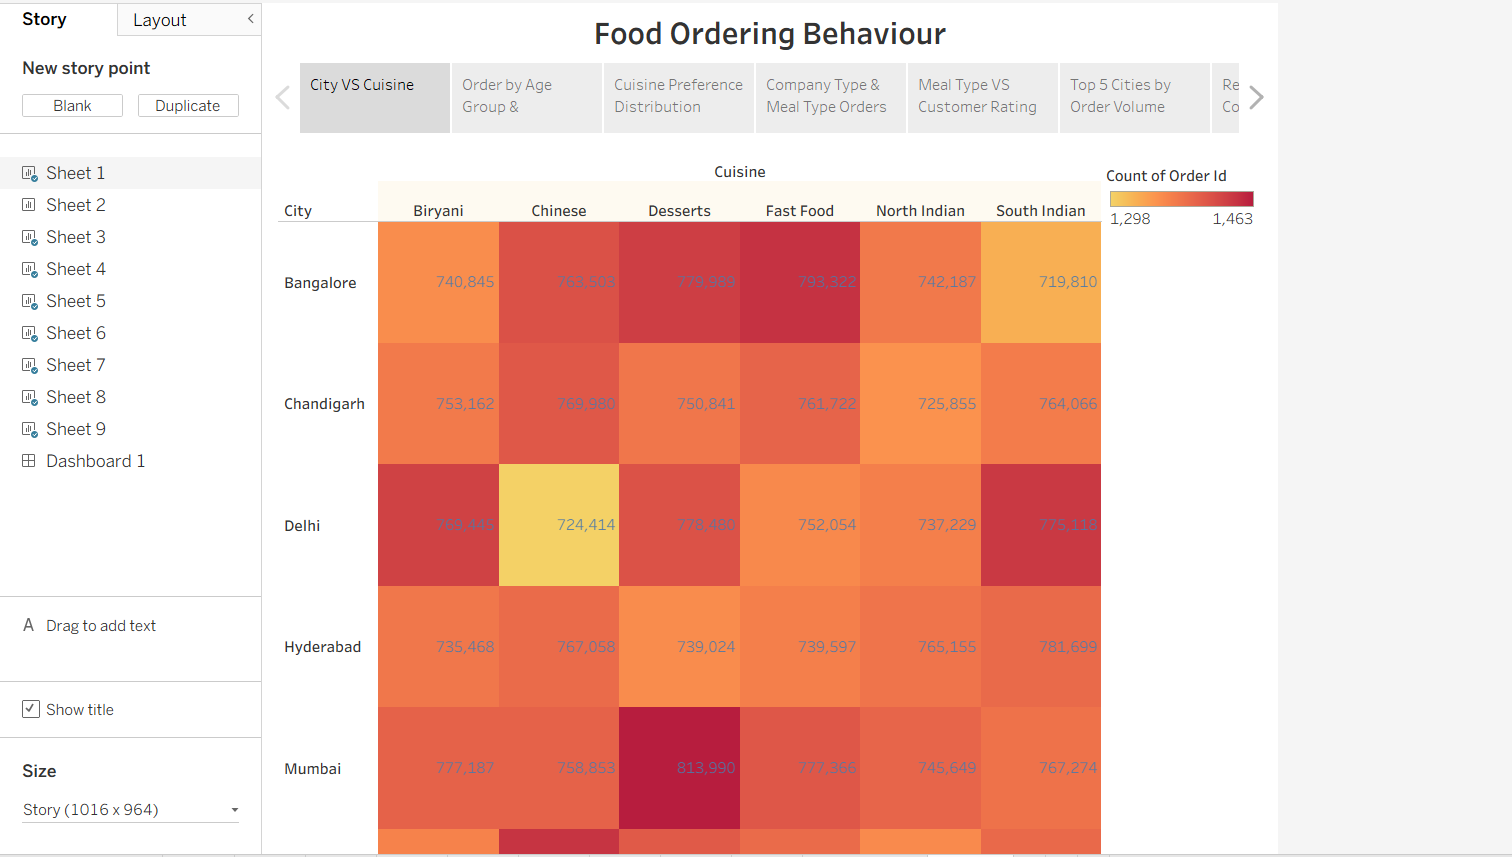 Story
Layout
New story point
Blank
Duplicate
Sheet 1
Sheet 2
Sheet 3
Sheet 4
Sheet 5
Sheet 6
Sheet 7
Sheet 8
Sheet 9
Dashboard 1
A Drag to add text
Show title
Size
Story (1016 x 964)
Food Ordering Behaviour
City VS Cuisine
Order by Age
Group &
Cuisine Preference
Distribution
Company Type &
Meal Type Orders
Meal Type VS
Customer Rating
Top 5 Cities by
Order Volume
Re
Co
Cuisine
City Biryani Chinese Desserts Fast Food North Indian South Indian
Bangalore 740,845 793,322 742,187 719,810
Chandigarh 753,162 769,980 750,841 761,722 725,855 764,066
Delhi 724,414 752,054 737,229
Hyderabad 735,468 767,058 739,024 739,597 765,155 781,699
Mumbai 777,187 758,853 813,990 777,366 745,649 767,274
Count of Order Id
1,298 1,463